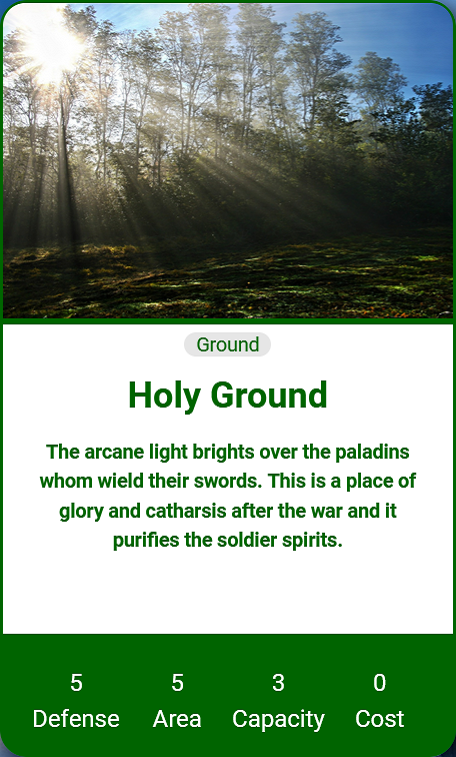 Ground
Holy Ground
The arcane light brights over the paladins
whom wield their swords. This is a place of
glory and catharsis after the war and it
purifies the soldier spirits.
5 5 3 0
Defense Area Capacity Cost